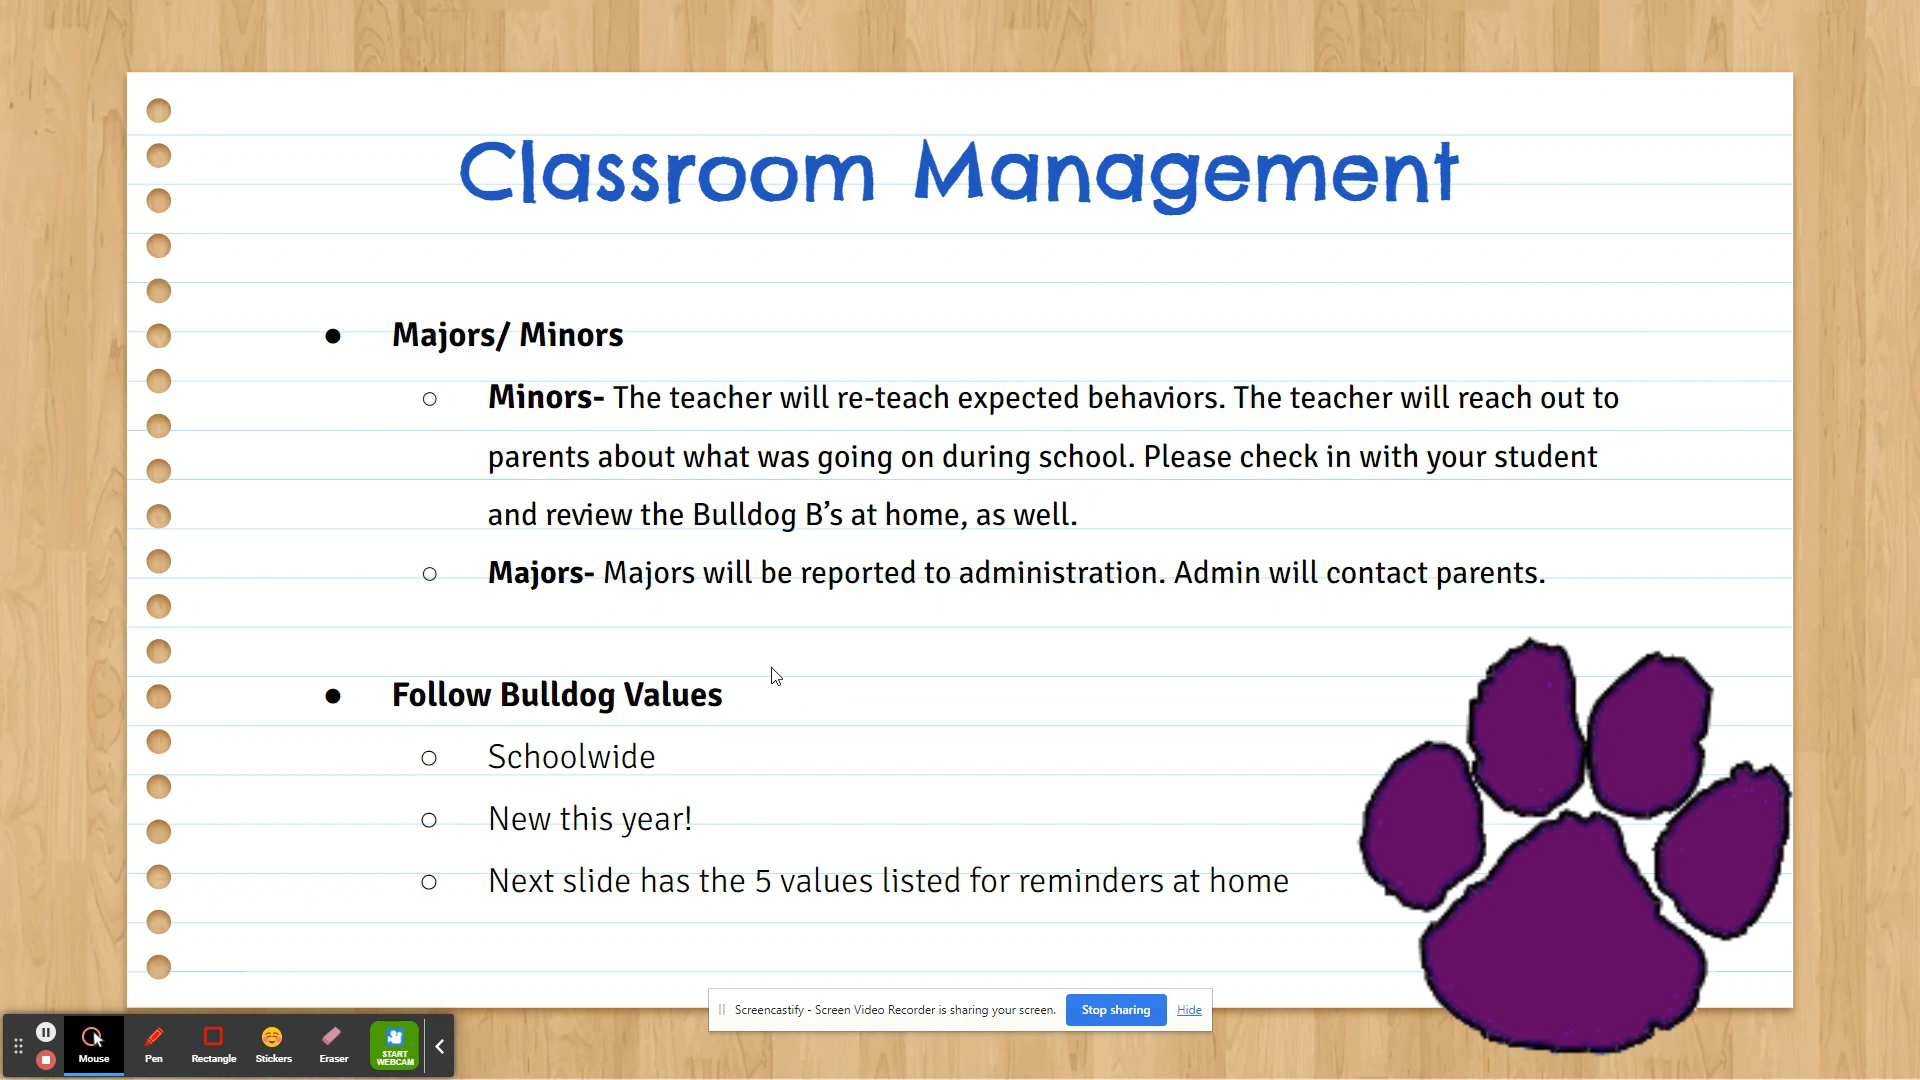 Classroom Management
● Majors/ Minors
○ Minors- The teacher will re-teach expected behaviors. The teacher will reach out to
parents about what was going on during school. Please check in with your student
and review the Bulldog B’s at home, as well.
○ Majors- Majors will be reported to administration. Admin will contact parents.
● Follow Bulldog Values
○ Schoolwide
○ New this year!
○ Next slide has the 5 values listed for reminders at home
Screencastify - Screen Video Recorder is sharing your screen. Stop sharing Hide
Mouse Pen Rectangle Stickers Eraser START WEBCAM